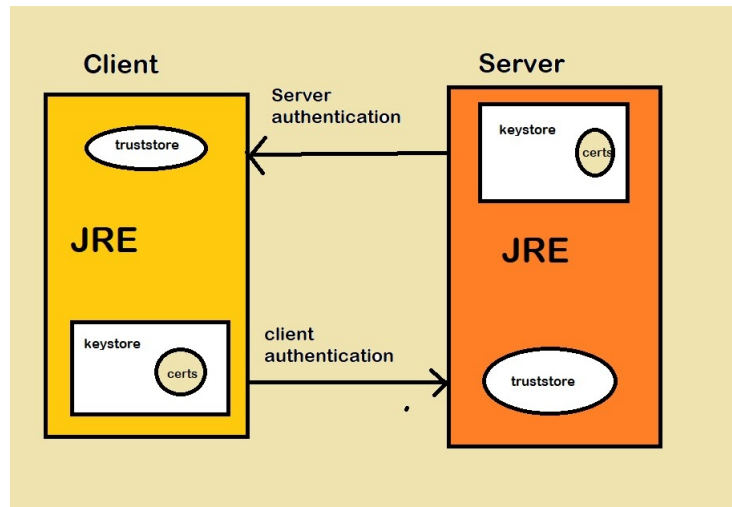 Client
Server
Server
authentication
truststore
keystore
certs
JRE
JRE
keystore
certs
client
authentication
truststore